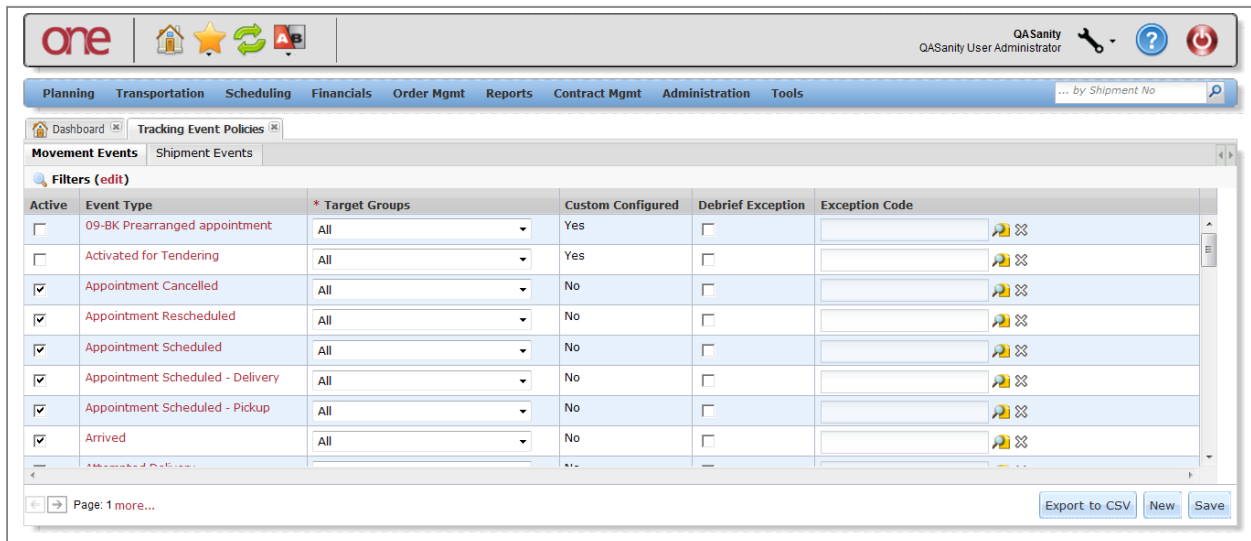 one
A B
QASanity
QASanity User Administrator
?
Planning Transportation Scheduling Financials Order Mgmt Reports Contract Mgmt Administration Tools ... by Shipment No
Dashboard Tracking Event Policies
Movement Events Shipment Events
Filters (edit)
Active Event Type * Target Groups Custom Configured Debrief Exception Exception Code
09-BK Prearranged appointment All Yes
Activated for Tendering All Yes
Appointment Cancelled All No
Appointment Rescheduled All No
Appointment Scheduled All No
Appointment Scheduled - Delivery All No
Appointment Scheduled - Pickup All No
Arrived All No
Attempted Delivery No
Page: 1 more... Export to CSV New Save